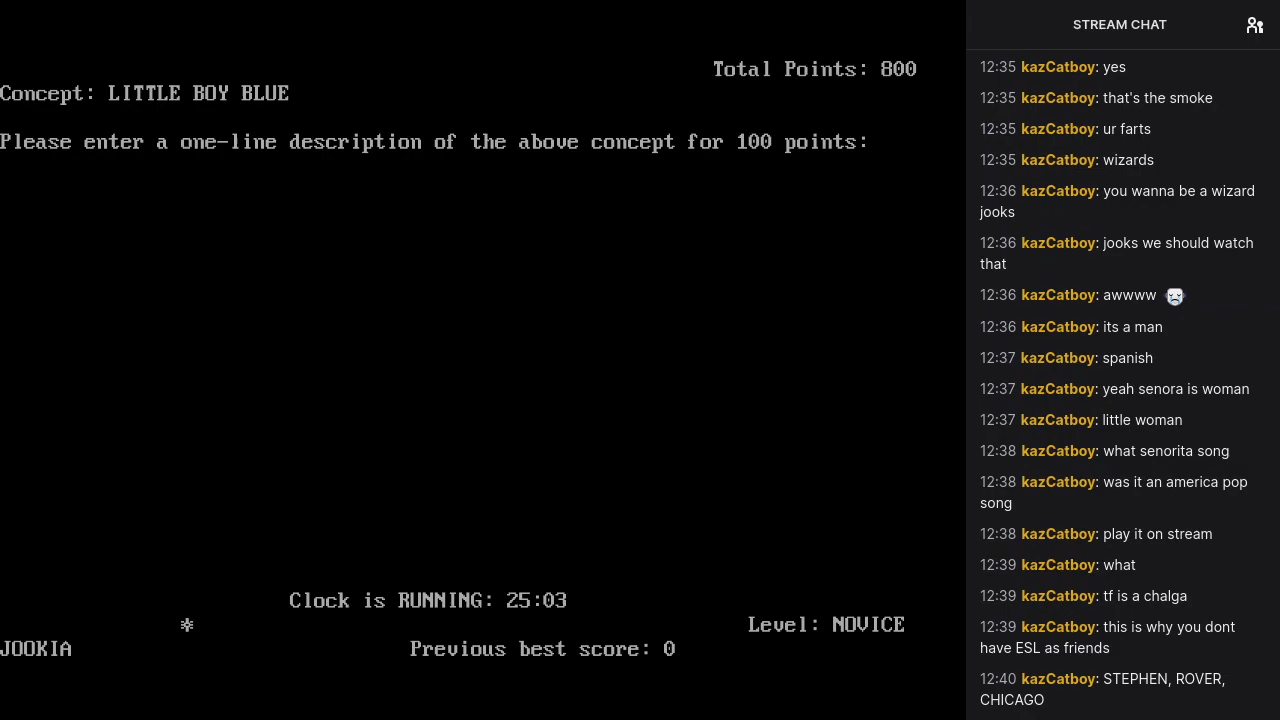 Total Points: 800
Concept: LITTLE BOY BLUE
Please enter a one-line description of the above concept for 100 points:
Clock is RUNNING: 25:03
*
Level: NOVICE
JOOKIA
Previous best score: 0
STREAM CHAT
12:35 kazCatboy: yes
12:35 kazCatboy: that's the smoke
12:35 kazCatboy: ur farts
12:35 kazCatboy: wizards
12:36 kazCatboy: you wanna be a wizard
jooks
12:36 kazCatboy: jooks we should watch
that
12:36 kazCatboy: awwww
12:36 kazCatboy: its a man
12:37 kazCatboy: spanish
12:37 kazCatboy: yeah senora is woman
12:37 kazCatboy: little woman
12:38 kazCatboy: what senorita song
12:38 kazCatboy: was it an america pop
song
12:38 kazCatboy: play it on stream
12:39 kazCatboy: what
12:39 kazCatboy: tf is a chalga
12:39 kazCatboy: this is why you dont
have ESL as friends
12:40 kazCatboy: STEPHEN, ROVER,
CHICAGO